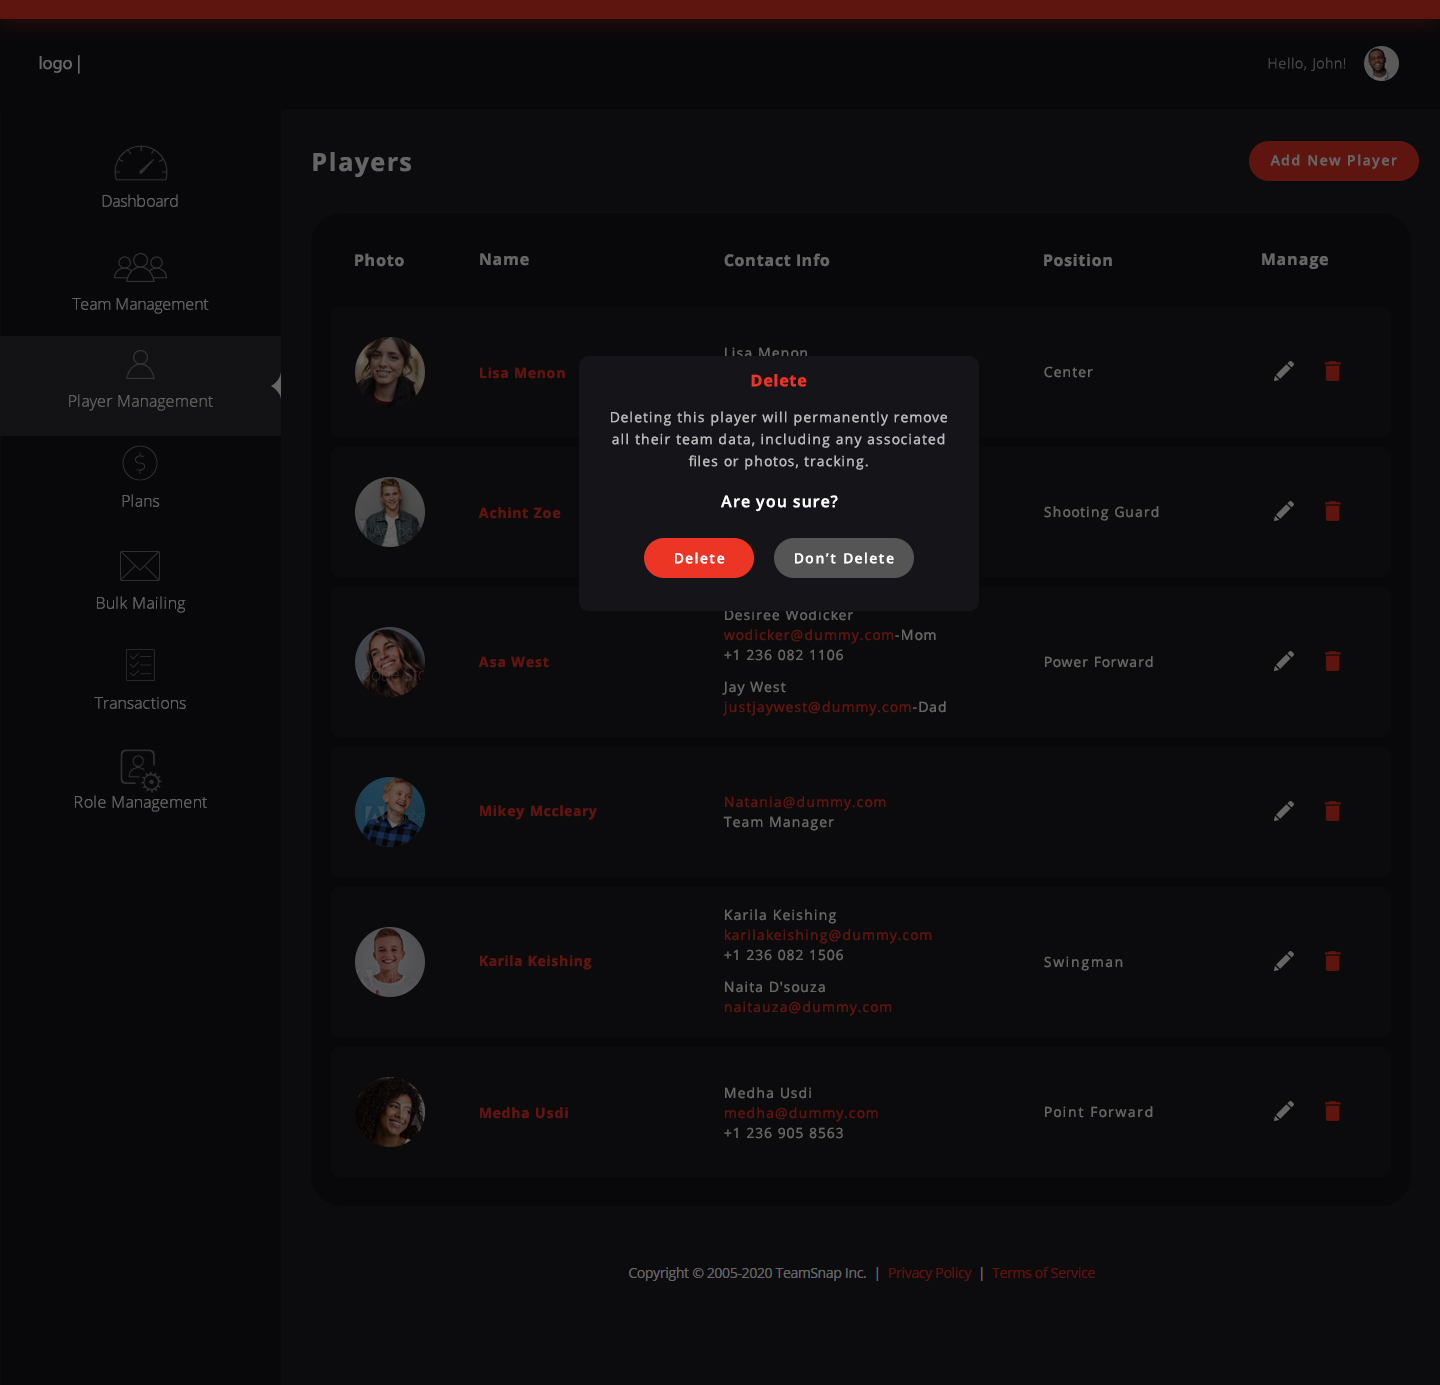 logo |
Hello, John!
Dashboard
Team Management
Player Management
Plans
Bulk Mailing
Transactions
Role Management
Players
Add New Player
Photo
Name
Contact Info
Position
Manage
Lisa Menon
Lisa Menon
Center
Delete
Deleting this player will permanently remove
all their team data, including any associated
files or photos, tracking.
Are you sure?
Delete
Don’t Delete
Achint Zoe
Shooting Guard
Asa West
Desiree Wodicker
wodicker@dummy.com-Mom
+1 236 082 1106
Jay West
justjaywest@dummy.com-Dad
Power Forward
Mikey Mccleary
Natania@dummy.com
Team Manager
Karila Keishing
Karila Keishing
karilakeishing@dummy.com
+1 236 082 1506
Naita D'souza
naitauza@dummy.com
Swingman
Medha Usdi
Medha Usdi
medha@dummy.com
+1 236 905 8563
Point Forward
Copyright © 2005-2020 TeamSnap Inc. | Privacy Policy | Terms of Service